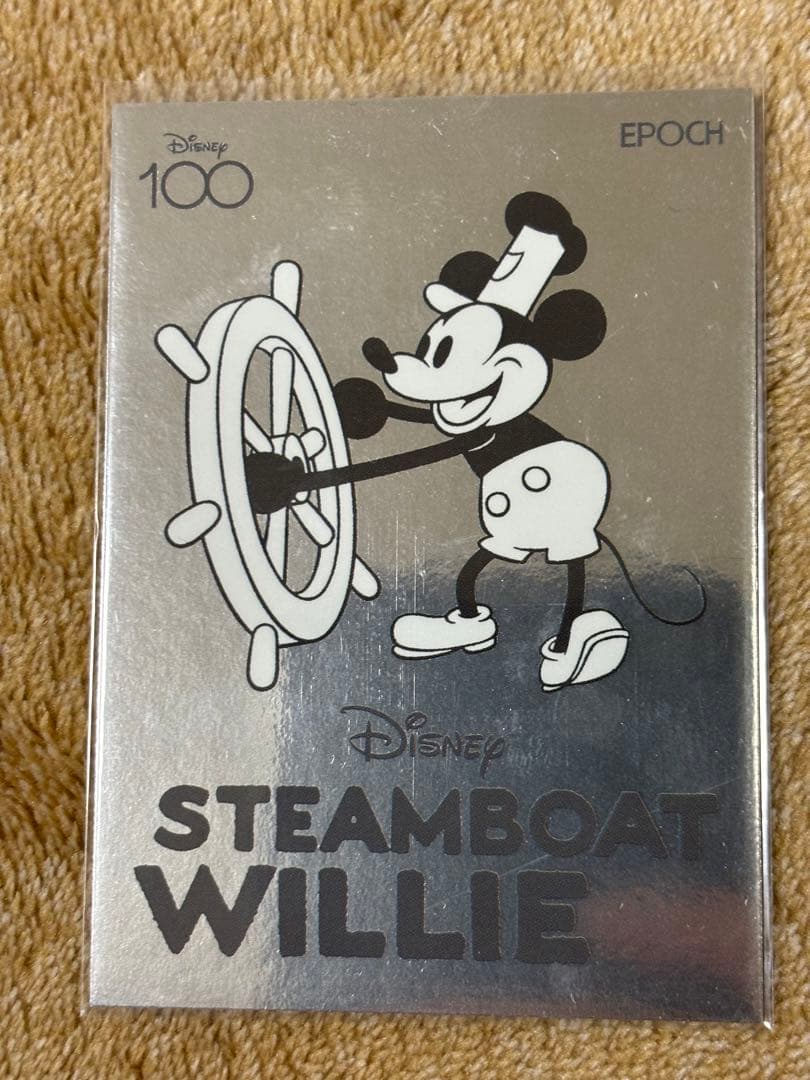 Disney
100
EPOCH
Disney
STEAMBOAT
WILLIE